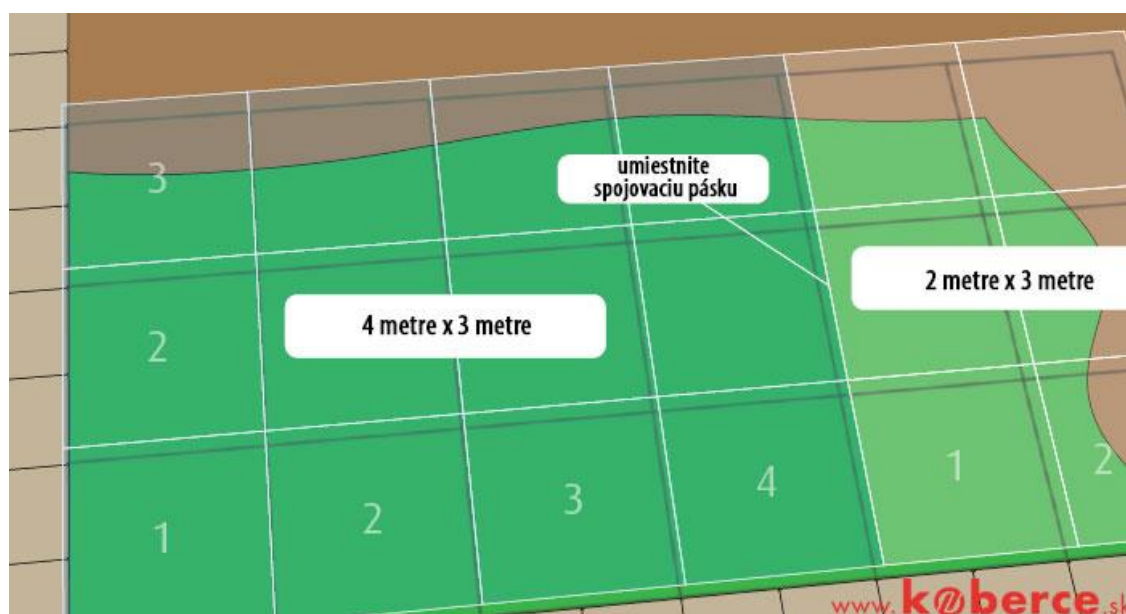 3
umiestnite
spojovaciu pásku
2
4 metre x 3 metre
2 metre x 3 metre
1
2
3
4
1
2
www.koberce.sk